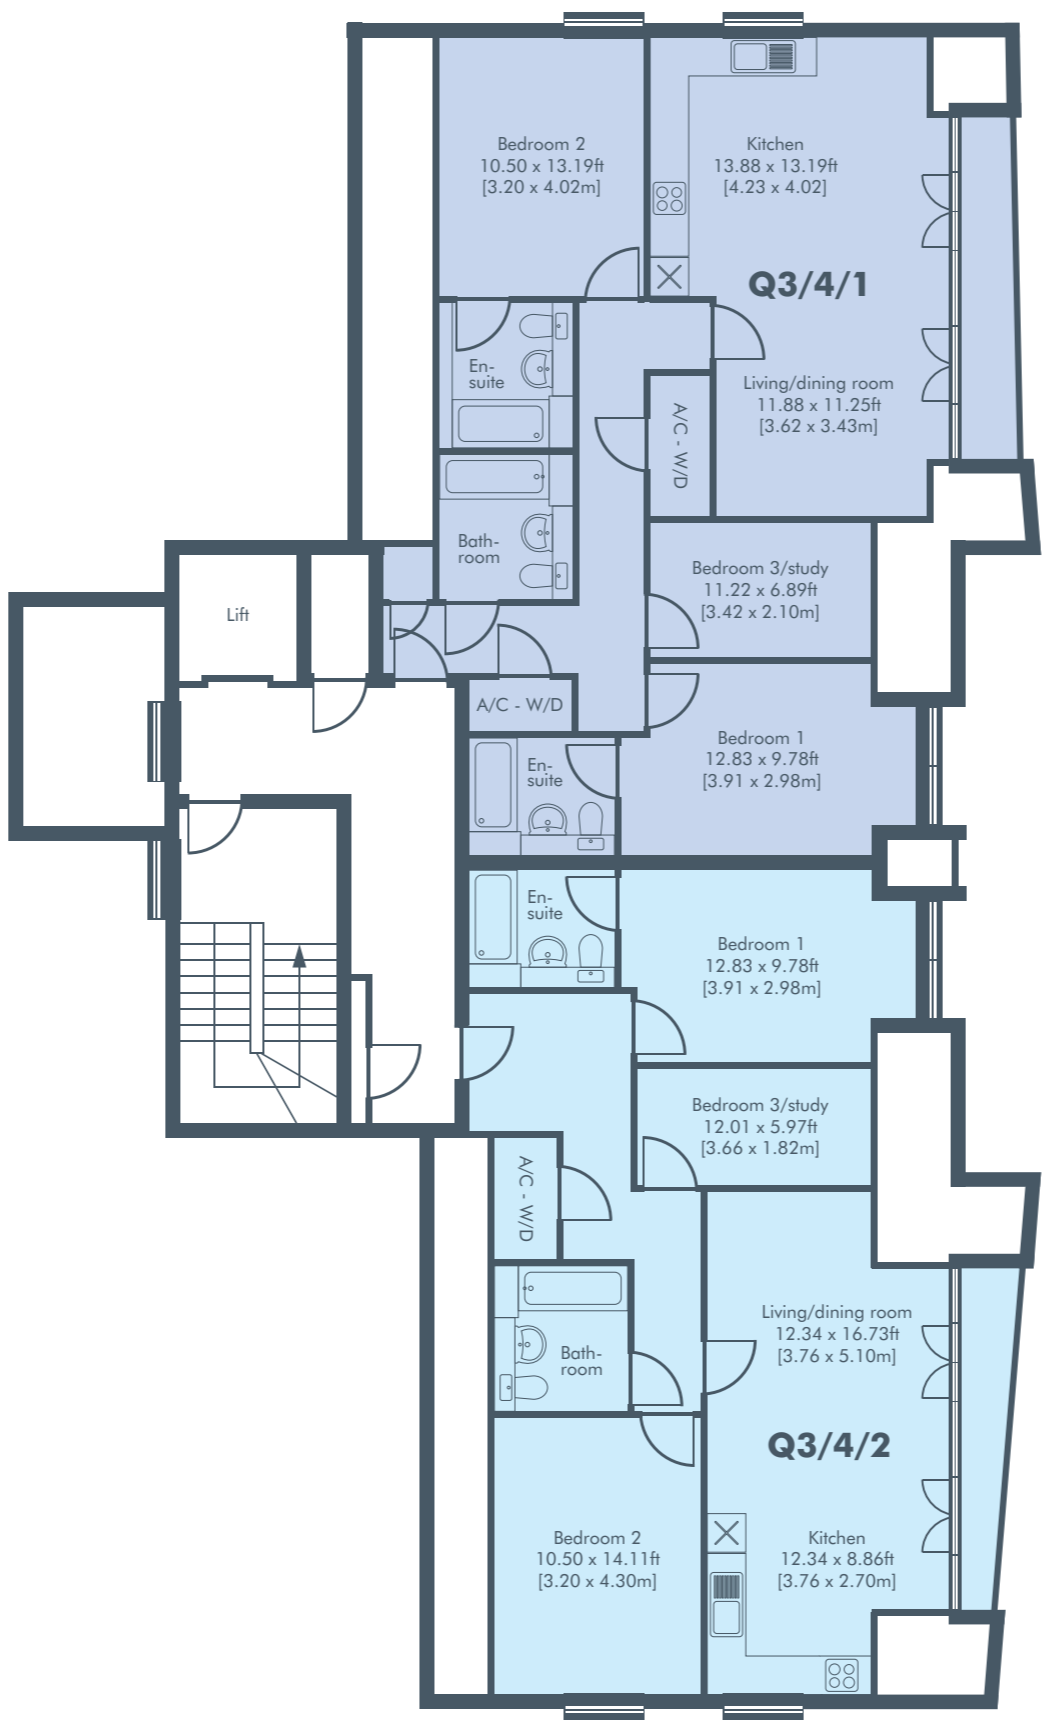 Bedroom 2
10.50 x 13.19ft
[3.20 x 4.02m]
Kitchen
13.88 x 13.19ft
[4.23 x 4.02]
Q3/4/1
En-
suite
Living/dining room
11.88 x 11.25ft
[3.62 x 3.43m]
A/C - W/D
Bath-
room
Bedroom 3/study
11.22 x 6.89ft
[3.42 x 2.10m]
Lift
A/C - W/D
Bedroom 1
12.83 x 9.78ft
[3.91 x 2.98m]
En-
suite
En-
suite
Bedroom 1
12.83 x 9.78ft
[3.91 x 2.98m]
Bedroom 3/study
12.01 x 5.97ft
[3.66 x 1.82m]
A/C - W/D
Living/dining room
12.34 x 16.73ft
[3.76 x 5.10m]
Bath-
room
Q3/4/2
Bedroom 2
10.50 x 14.11ft
[3.20 x 4.30m]
Kitchen
12.34 x 8.86ft
[3.76 x 2.70m]